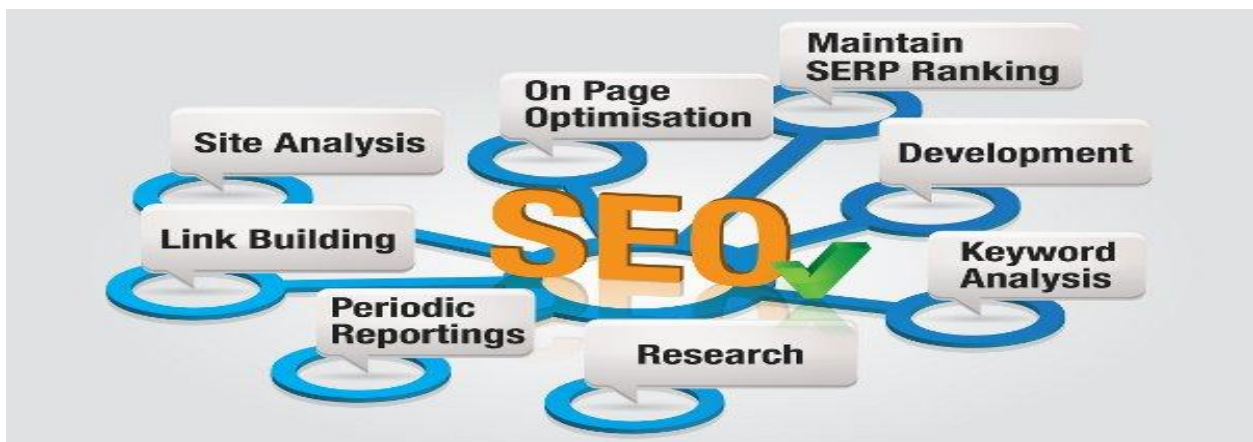 Maintain
SERP Ranking
On Page
Optimisation
Site Analysis
Development
SEO
Link Building
Keyword
Analysis
Periodic
Reportings
Research